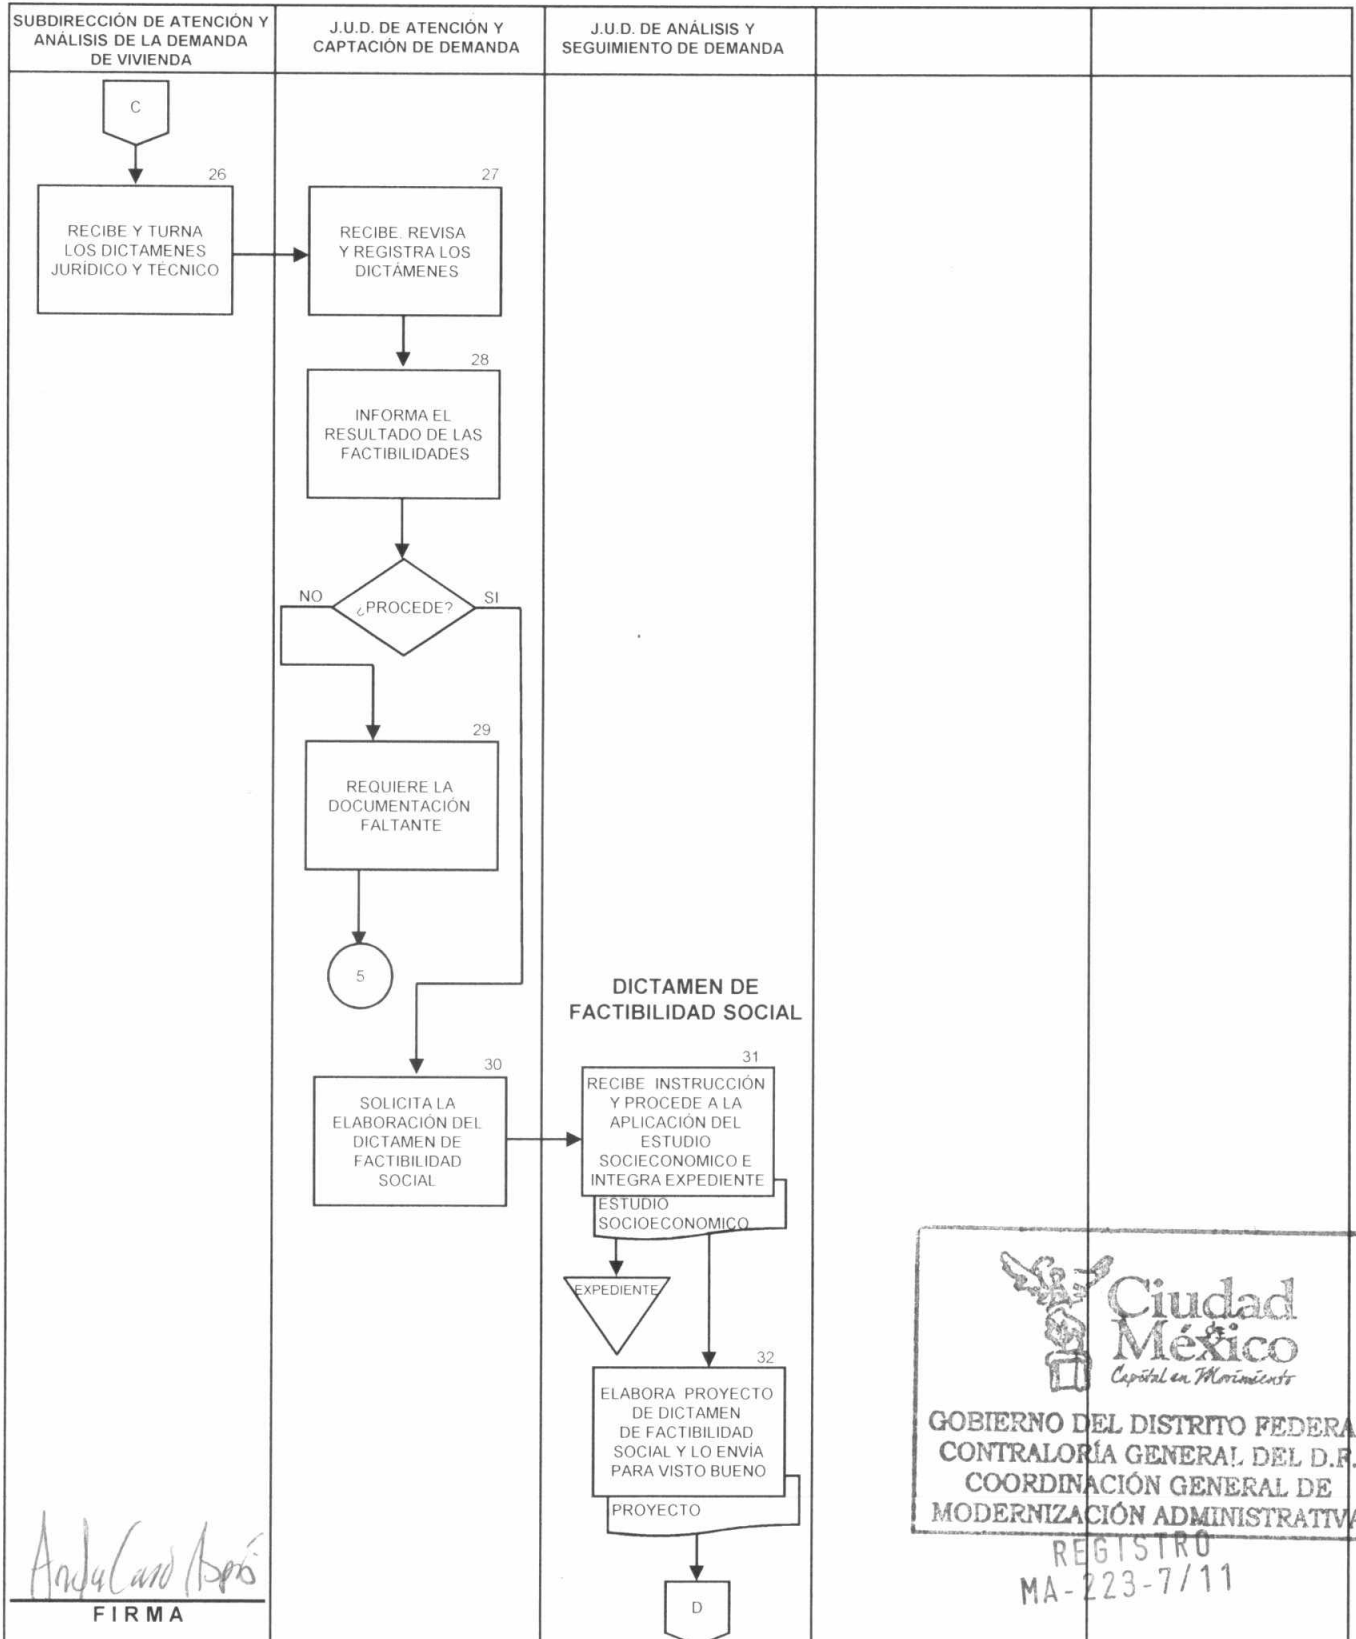 SUBDIRECCIÓN DE ATENCIÓN Y
ANÁLISIS DE LA DEMANDA
DE VIVIENDA
J.U.D. DE ATENCIÓN Y
CAPTACIÓN DE DEMANDA
J.U.D. DE ANÁLISIS Y
SEGUIMIENTO DE DEMANDA
C
26
RECIBE Y TURNA
LOS DICTAMENES
JURÍDICO Y TÉCNICO
27
RECIBE. REVISA
Y REGISTRA LOS
DICTÁMENES
28
INFORMA EL
RESULTADO DE LAS
FACTIBILIDADES
NO
¿PROCEDE?
SI
29
REQUIERE LA
DOCUMENTACIÓN
FALTANTE
5
DICTAMEN DE
FACTIBILIDAD SOCIAL
30
SOLICITA LA
ELABORACIÓN DEL
DICTAMEN DE
FACTIBILIDAD
SOCIAL
31
RECIBE INSTRUCCIÓN
Y PROCEDE A LA
APLICACIÓN DEL
ESTUDIO
SOCIECONOMICO E
INTEGRA EXPEDIENTE
ESTUDIO
SOCIOECONOMICO
EXPEDIENTE
32
ELABORA PROYECTO
DE DICTAMEN
DE FACTIBILIDAD
SOCIAL Y LO ENVÍA
PARA VISTO BUENO
PROYECTO
D
FIRMA
Ciudad
de
México
Capital en Movimiento
GOBIERNO DEL DISTRITO FEDERA
CONTRALORÍA GENERAL DEL D.F.
COORDINACIÓN GENERAL DE
MODERNIZACIÓN ADMINISTRATIVA
REGISTRO
MA-223-7/11